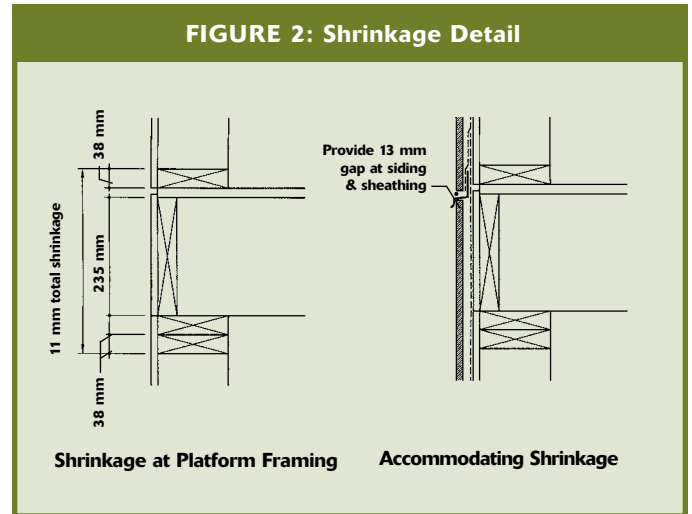 FIGURE 2: Shrinkage Detail
38 mm
11 mm total shrinkage
235 mm
38 mm
Provide 13 mm
gap at siding
& sheathing
Shrinkage at Platform Framing
Accommodating Shrinkage